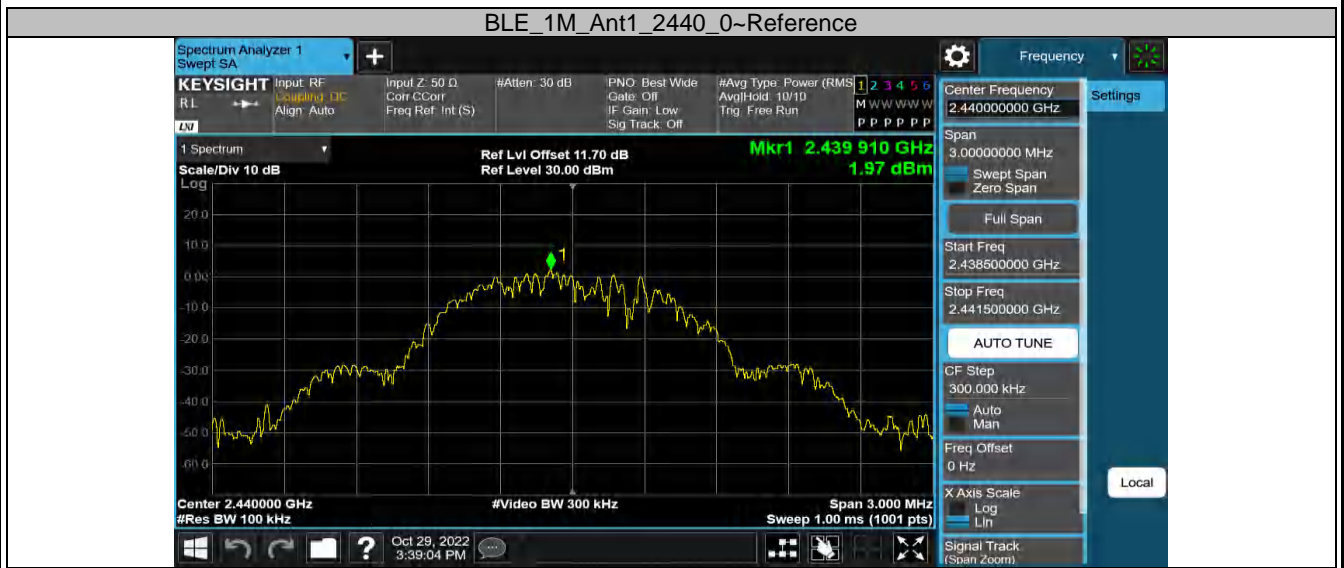 BLE_1M_Ant1_2440_0~Reference
Spectrum Analyzer 1
Swept SA
+
Frequency
KEYSIGHT
R L
LXI
Input: RF
Coupling: DC
Align: Auto
Input Z: 50 Ω
Corr CCorr
Freq Ref: Int (S)
#Atten: 30 dB
PNO: Best Wide
Gate: Off
IF Gain: Low
Sig Track: Off
#Avg Type: Power (RMS
Avg|Hold: 10/10
Trig: Free Run
1 2 3 4 5 6
M W W W W W
P P P P P P
1 Spectrum
Scale/Div 10 dB
Log
Ref Lvl Offset 11.70 dB
Ref Level 30.00 dBm
Mkr1 2.439 910 GHz
1.97 dBm
20.0
10.0
0.00
-10.0
-20.0
-30.0
-40.0
-50.0
-60.0
1
Center 2.440000 GHz
#Res BW 100 kHz
#Video BW 300 kHz
Span 3.000 MHz
Sweep 1.00 ms (1001 pts)
Center Frequency
2.440000000 GHz
Settings
Span
3.00000000 MHz
Swept Span
Zero Span
Full Span
Start Freq
2.438500000 GHz
Stop Freq
2.441500000 GHz
AUTO TUNE
CF Step
300.000 kHz
Auto
Man
Freq Offset
0 Hz
X Axis Scale
Log
Lin
Local
Signal Track
(Span Zoom)
?
Oct 29, 2022
3:39:04 PM